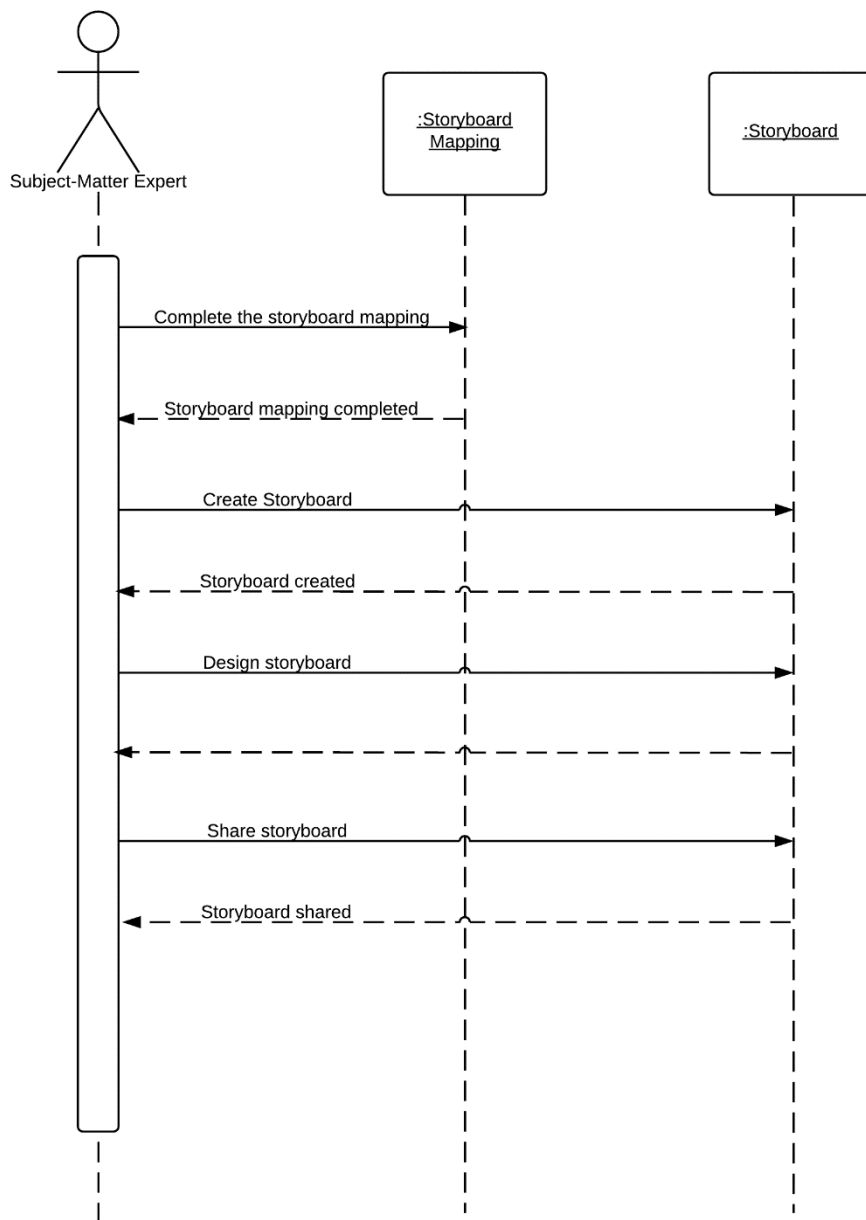 :Storyboard
Mapping
:Storyboard
Subject-Matter Expert
Complete the storyboard mapping
Storyboard mapping completed
Create Storyboard
Storyboard created
Design storyboard
Share storyboard
Storyboard shared